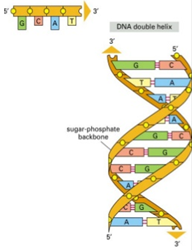 5' 3'
G C A T
DNA double helix
3' 5'
G C
T A
A T
A
G C
C G
C G
A
C G
A T
sugar-phosphate
backbone
5' 3'